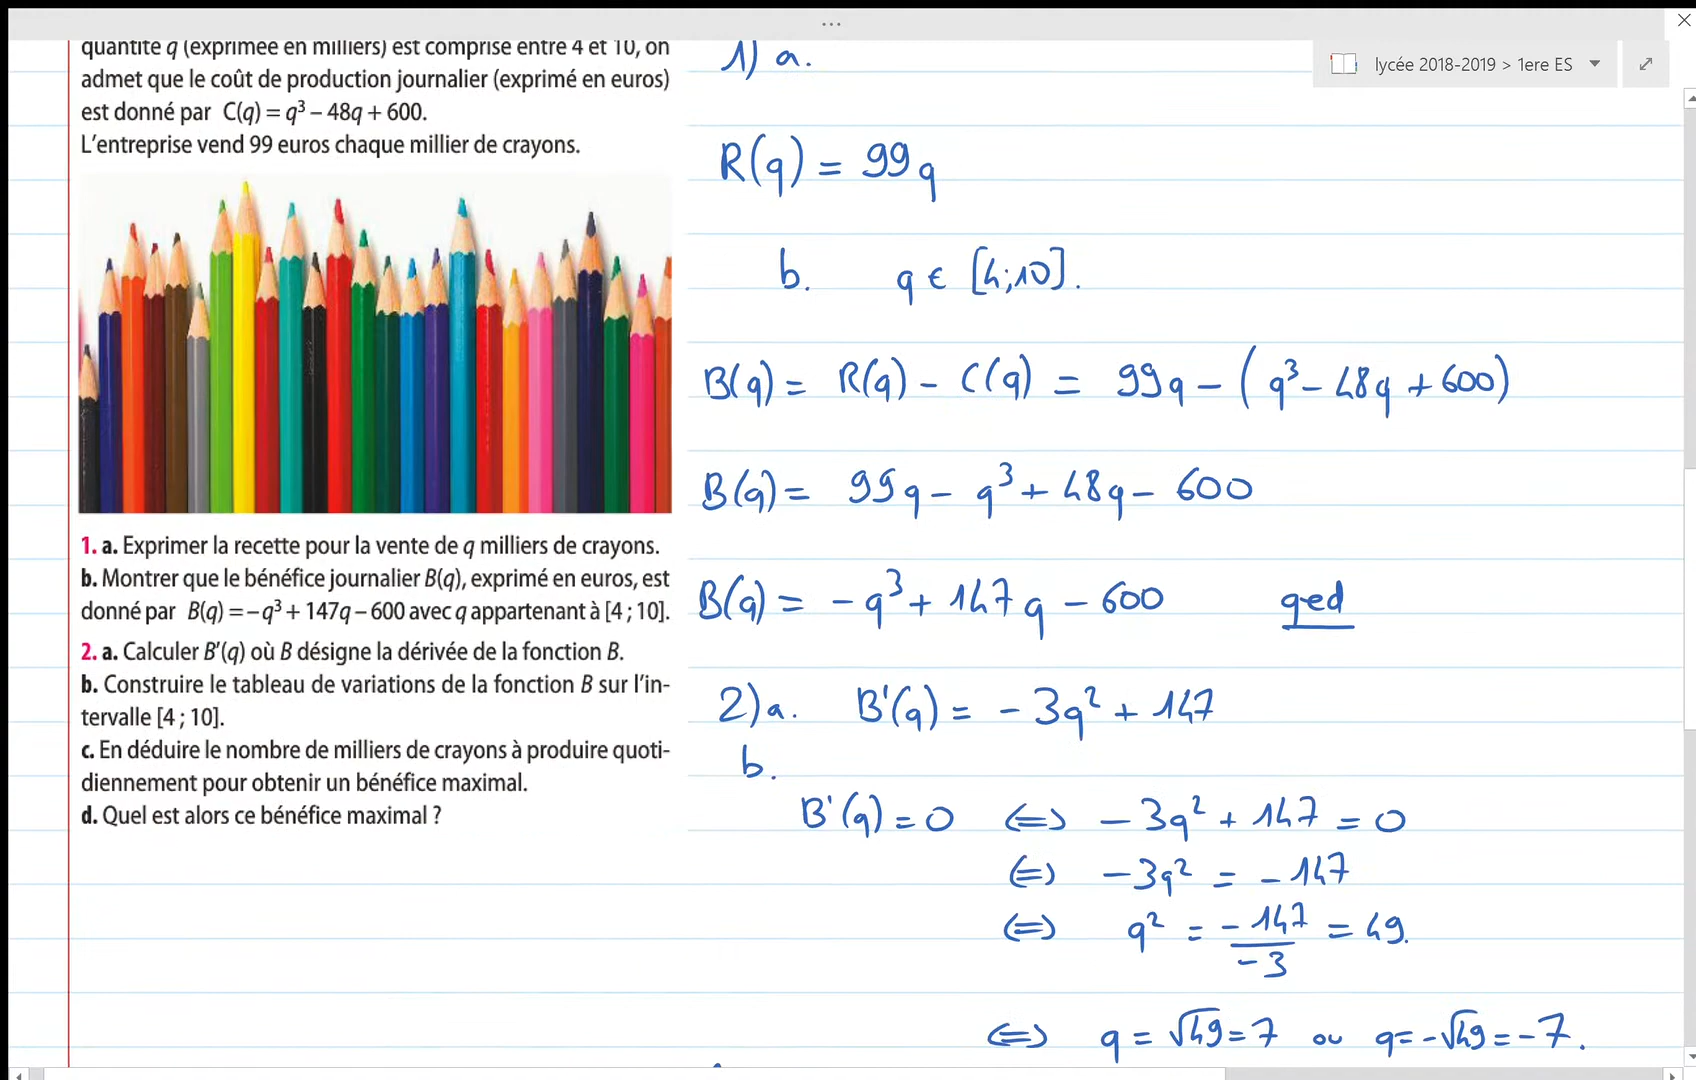 ...
lycée 2018-2019 > 1ere ES
quantité q (exprimée en milliers) est comprise entre 4 et 10, on
admet que le coût de production journalier (exprimé en euros)
est donné par C(q) = q³ – 48q + 600.
L'entreprise vend 99 euros chaque millier de crayons.
1. a. Exprimer la recette pour la vente de q milliers de crayons.
b. Montrer que le bénéfice journalier B(q), exprimé en euros, est
donné par B(q) = –q³ + 147q – 600 avec q appartenant à [4 ; 10].
2. a. Calculer B'(q) où B désigne la dérivée de la fonction B.
b. Construire le tableau de variations de la fonction B sur l'in-
tervalle [4 ; 10].
c. En déduire le nombre de milliers de crayons à produire quoti-
diennement pour obtenir un bénéfice maximal.
d. Quel est alors ce bénéfice maximal ?
1) a.
R(q) = 99q
b. q ∈ [4;10].
B(q) = R(q) - C(q) = 99q - (q³ - 48q + 600)
B(q) = 99q - q³ + 48q - 600
B(q) = -q³ + 147q - 600 qed
2) a. B'(q) = -3q² + 147
b.
B'(q) = 0 ⟺ -3q² + 147 = 0
⟺ -3q² = -147
⟺ q² = -147/-3 = 49.
⟺ q = √49 = 7 ou q = -√49 = -7.